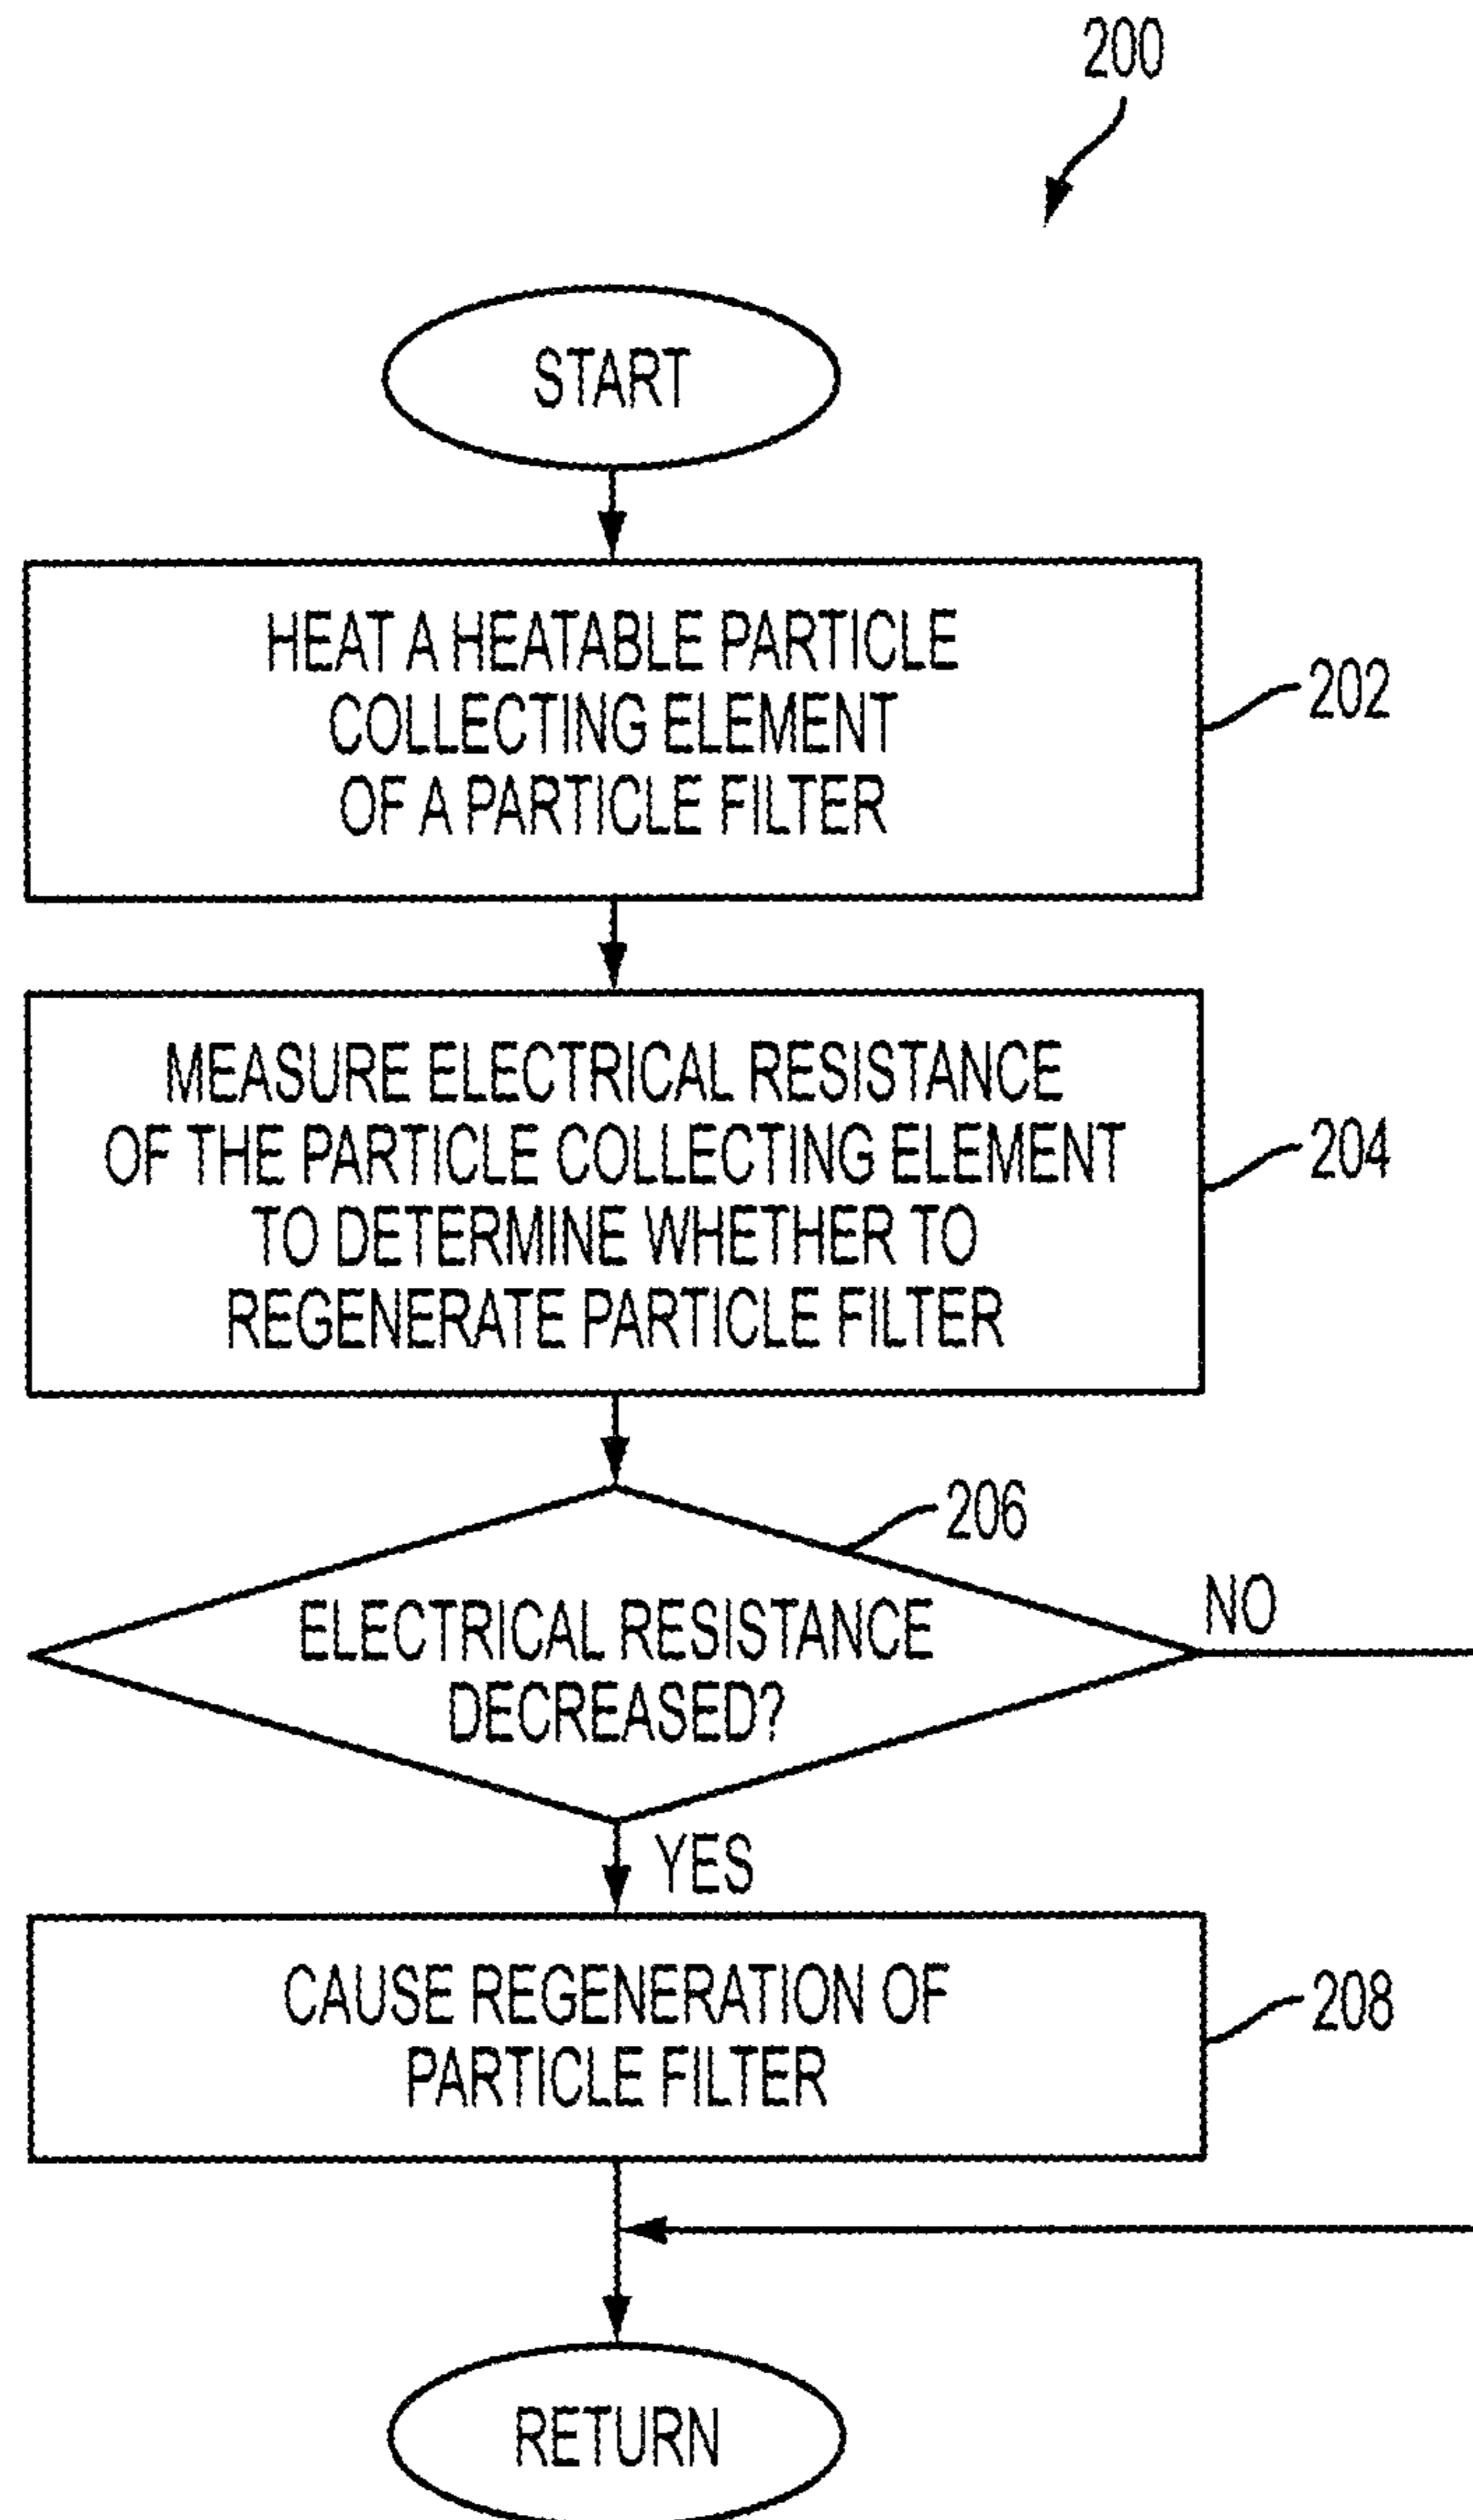 200
START
HEAT A HEATABLE PARTICLE
COLLECTING ELEMENT
OF A PARTICLE FILTER
202
MEASURE ELECTRICAL RESISTANCE
OF THE PARTICLE COLLECTING ELEMENT
TO DETERMINE WHETHER TO
REGENERATE PARTICLE FILTER
204
206
ELECTRICAL RESISTANCE
DECREASED?
NO
YES
CAUSE REGENERATION OF
PARTICLE FILTER
208
RETURN